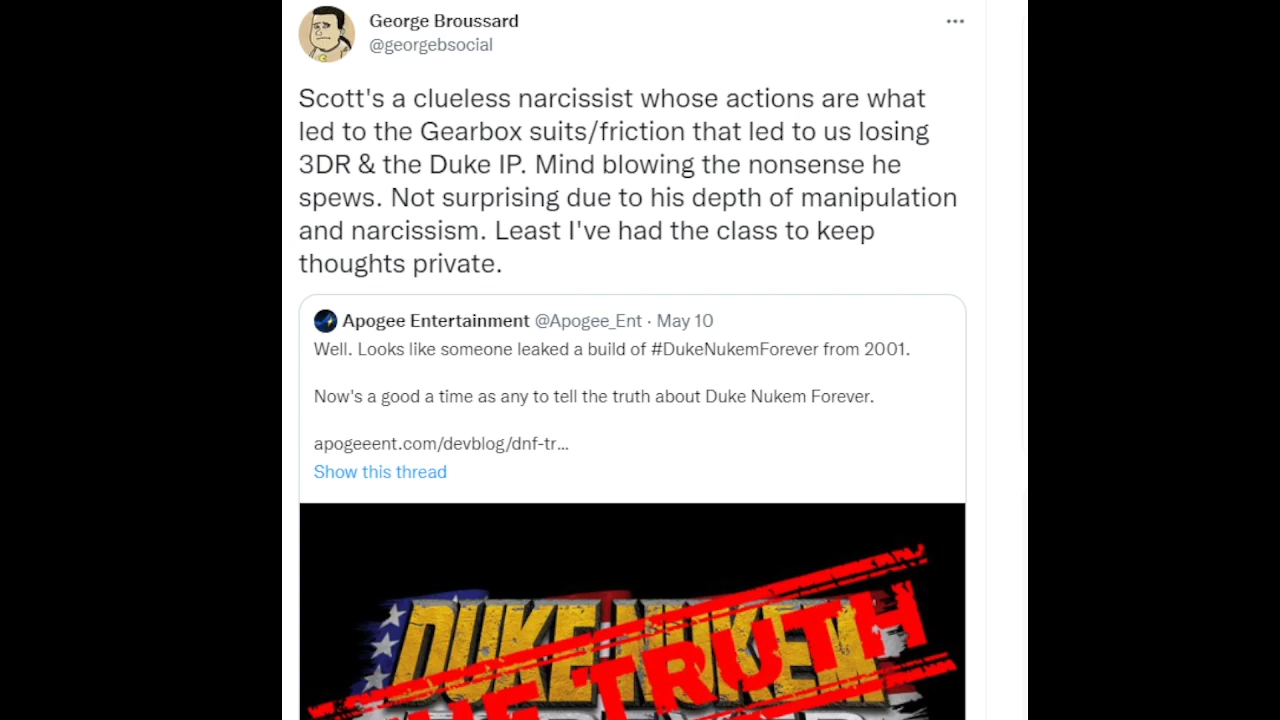 George Broussard
@georgebsocial
Scott's a clueless narcissist whose actions are what
led to the Gearbox suits/friction that led to us losing
3DR & the Duke IP. Mind blowing the nonsense he
spews. Not surprising due to his depth of manipulation
and narcissism. Least I've had the class to keep
thoughts private.
Apogee Entertainment @Apogee_Ent · May 10
Well. Looks like someone leaked a build of #DukeNukemForever from 2001.
Now's a good a time as any to tell the truth about Duke Nukem Forever.
apogeeent.com/devblog/dnf-tr...
Show this thread
DUKE NUKEM
TRUTH